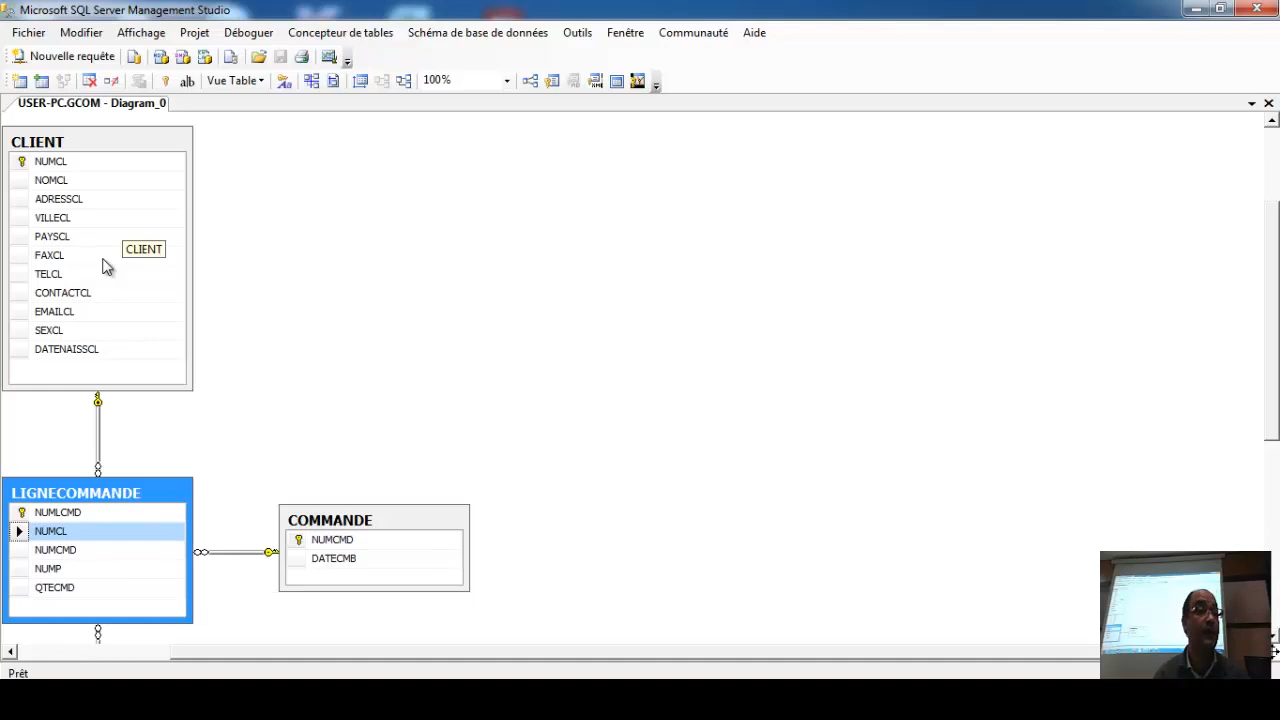 Microsoft SQL Server Management Studio
Fichier Modifier Affichage Projet Déboguer Concepteur de tables Schéma de base de données Outils Fenêtre Communauté Aide
Nouvelle requête
Vue Table 100%
USER-PC.GCOM - Diagram_0
CLIENT
NUMCL
NOMCL
ADRESSCL
VILLECL
PAYSCL
CLIENT
FAXCL
TELCL
CONTACTCL
EMAILCL
SEXCL
DATENAISSCL
LIGNECOMMANDE
NUMLCMD
NUMCL
NUMCMD
NUMP
QTECMD
COMMANDE
NUMCMD
DATECMB
Prêt